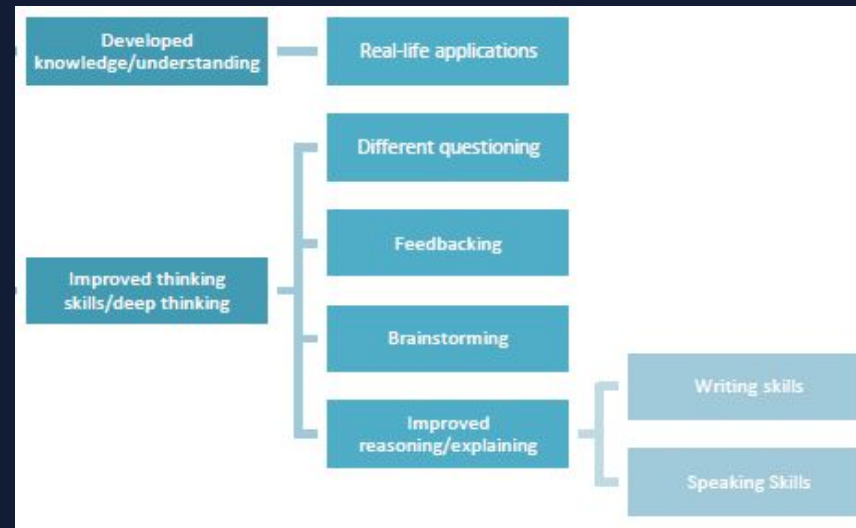 Developed
knowledge/understanding
Real-life applications
Different questioning
Feedbacking
Improved thinking
skills/deep thinking
Brainstorming
Improved
reasoning/explaining
Writing skills
Speaking Skills